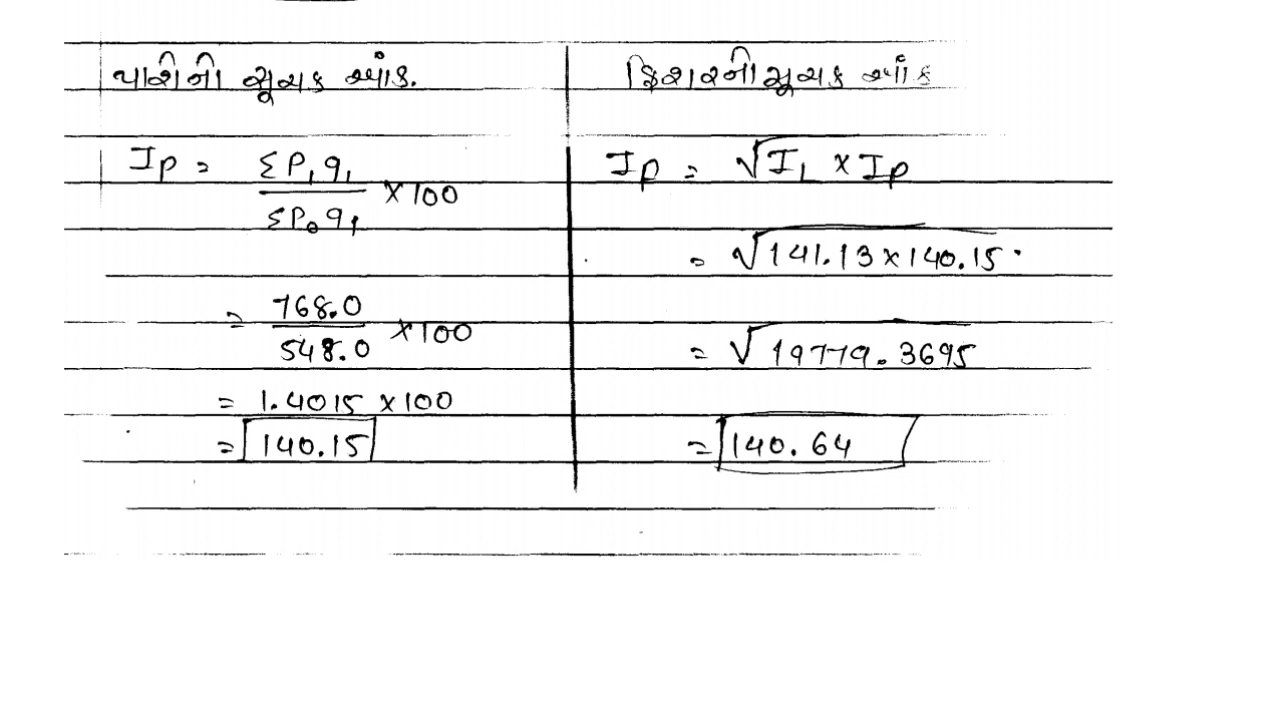 પાશેની સૂચક આંક.
Ip = ΣP₁q₁ / ΣP₀q₁ × 100
= 768.0 / 548.0 × 100
= 1.4015 × 100
= 140.15
ફિશરની સૂચક આંક
Ip = √IL × Ip
= √141.13 × 140.15
= √19779.3695
= 140.64